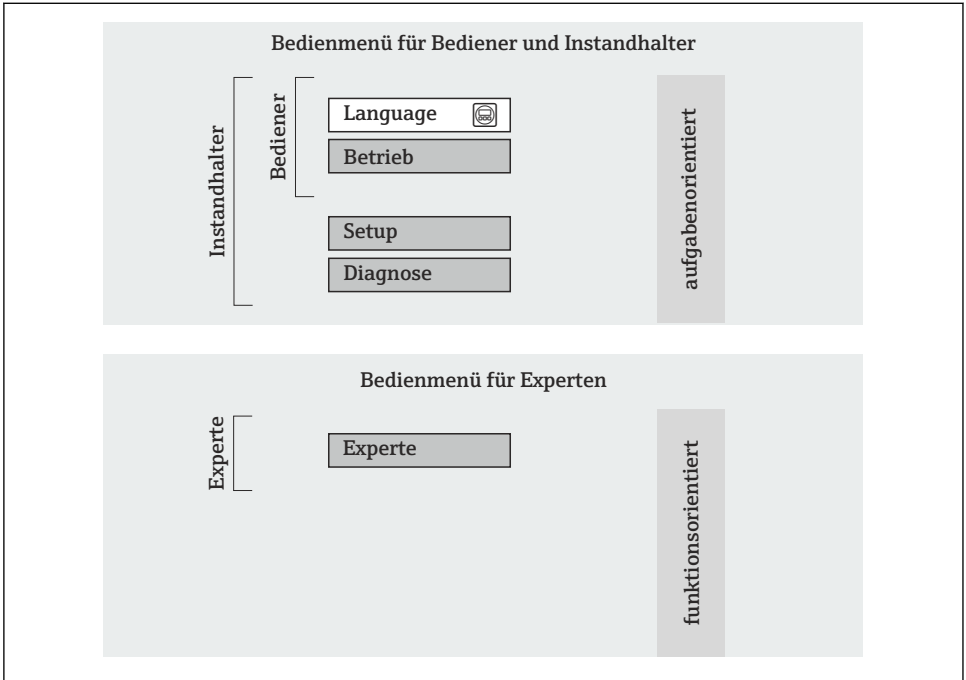 Bedienmenü für Bediener und Instandhalter
Instandhalter
Bediener
Language
Betrieb
Setup
Diagnose
aufgabenorientiert
Bedienmenü für Experten
Experte
Experte
funktionsorientiert